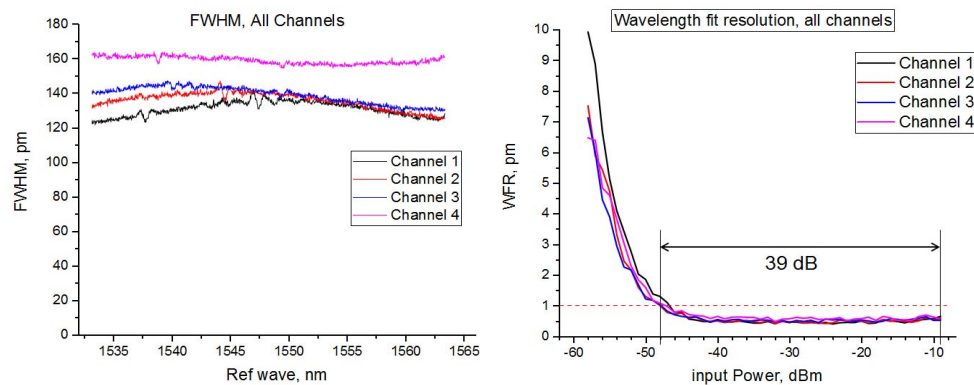 FWHM, All Channels
180
160
140
120
100
80
60
40
20
0
FWHM, pm
1535 1540 1545 1550 1555 1560 1565
Ref wave, nm
Channel 1
Channel 2
Channel 3
Channel 4
Wavelength fit resolution, all channels
10
9
8
7
6
5
4
3
2
1
0
WFR, pm
-60 -50 -40 -30 -20 -10
input Power, dBm
39 dB
Channel 1
Channel 2
Channel 3
Channel 4